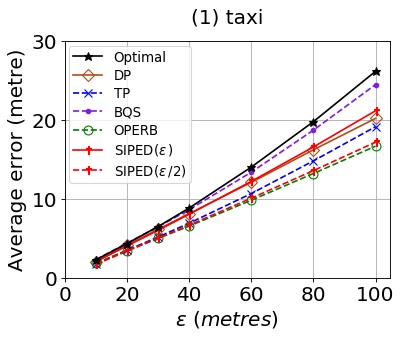 (1) taxi
Average error (metre)
30
20
10
0
Optimal
DP
TP
BQS
OPERB
SIPED(ε)
SIPED(ε/2)
0 20 40 60 80 100
ε (metres)